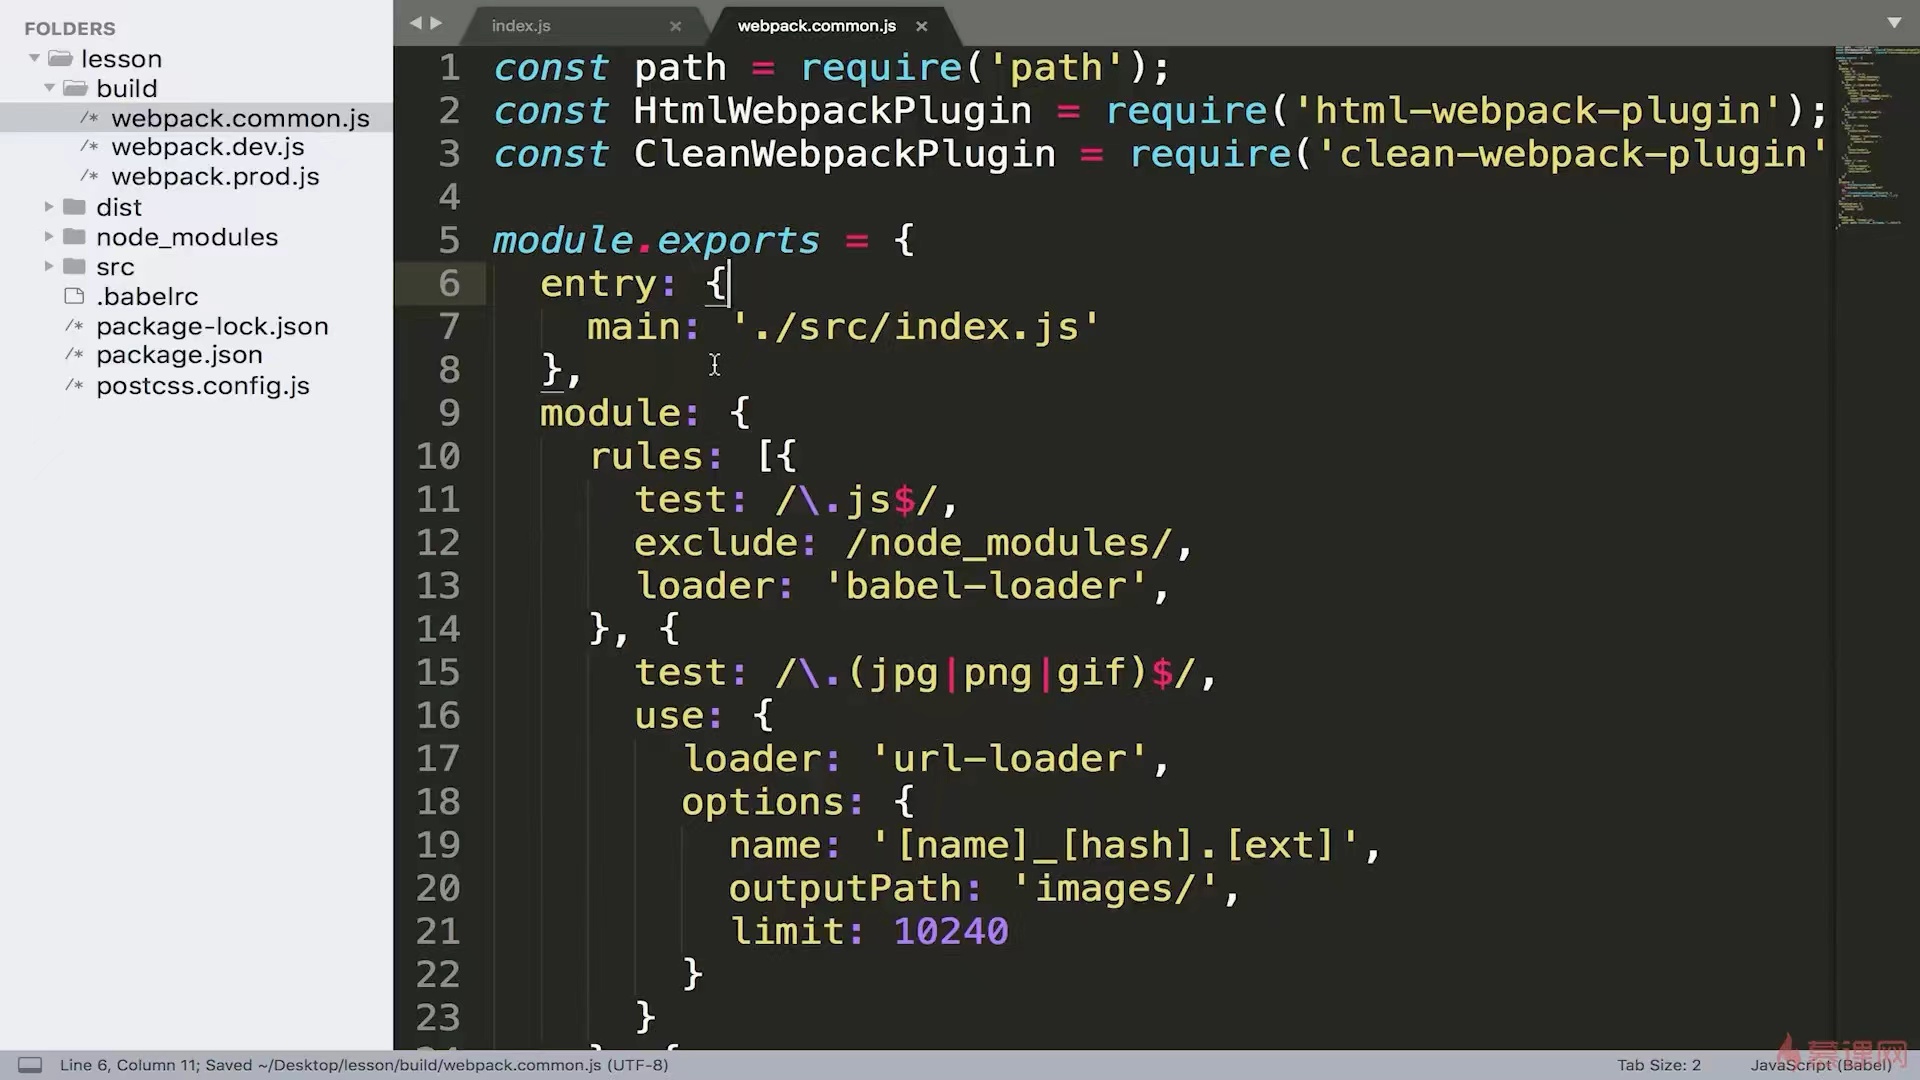 FOLDERS
lesson
build
/* webpack.common.js
/* webpack.dev.js
/* webpack.prod.js
dist
node_modules
src
.babelrc
/* package-lock.json
/* package.json
/* postcss.config.js
index.js ×
webpack.common.js ×
1 const path = require('path');
2 const HtmlWebpackPlugin = require('html-webpack-plugin');
3 const CleanWebpackPlugin = require('clean-webpack-plugin'
4
5 module.exports = {
6   entry: {
7     main: './src/index.js'
8   },
9   module: {
10     rules: [{
11       test: /\.js$/,
12       exclude: /node_modules/,
13       loader: 'babel-loader',
14     }, {
15       test: /\.(jpg|png|gif)$/,
16       use: {
17         loader: 'url-loader',
18         options: {
19           name: '[name]_[hash].[ext]',
20           outputPath: 'images/',
21           limit: 10240
22         }
23       }
Line 6, Column 11; Saved ~/Desktop/lesson/build/webpack.common.js (UTF-8)
Tab Size: 2
JavaScript (Babel)
慕课网